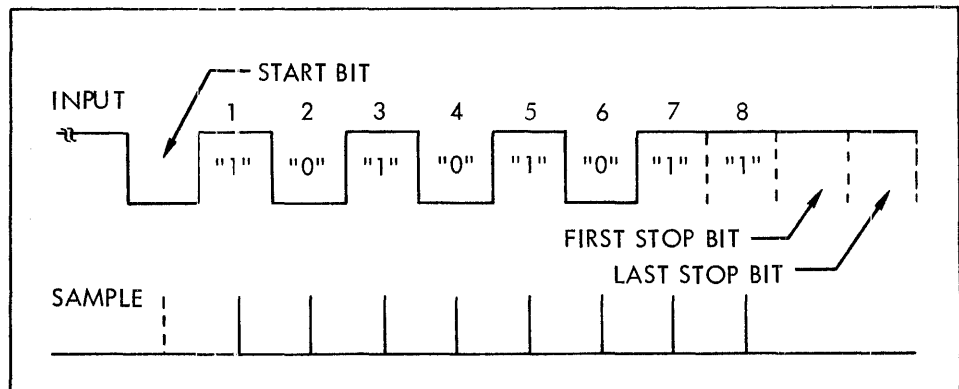 START BIT
INPUT
1 2 3 4 5 6 7 8
"1" "0" "1" "0" "1" "0" "1" "1"
FIRST STOP BIT
LAST STOP BIT
SAMPLE